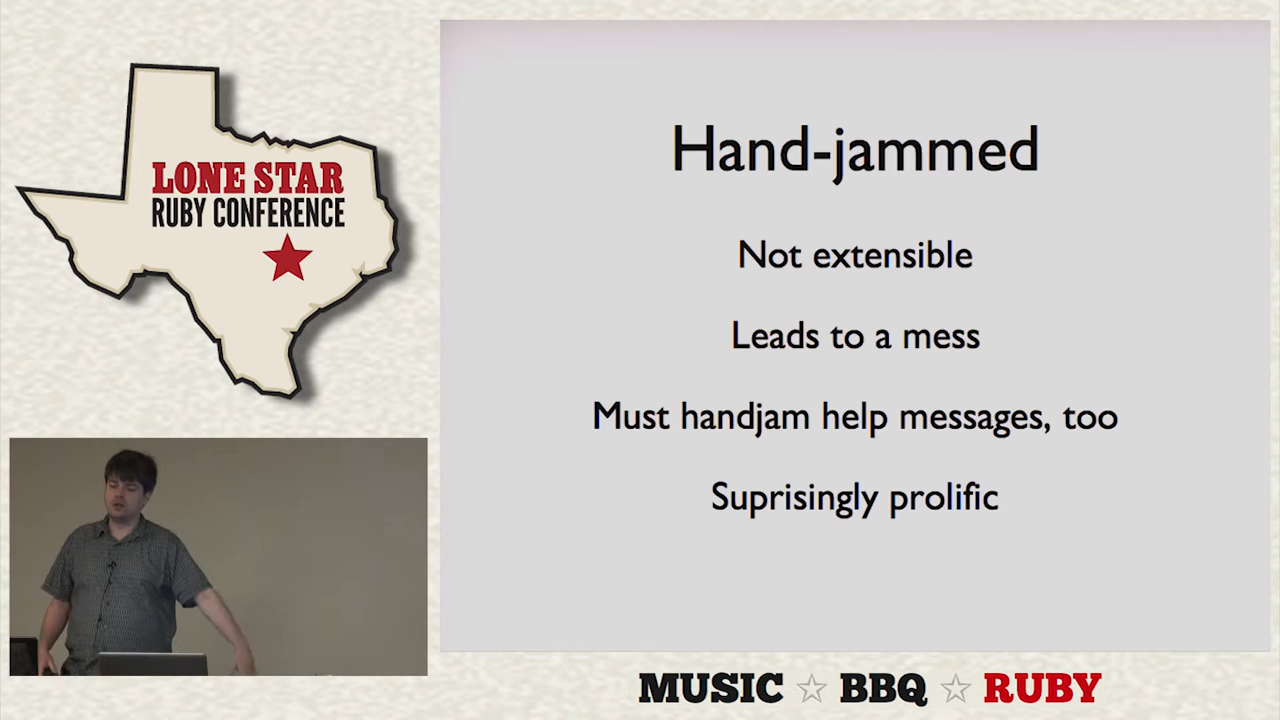 LONE STAR
RUBY CONFERENCE
Hand-jammed
Not extensible
Leads to a mess
Must handjam help messages, too
Suprisingly prolific
MUSIC ☆ BBQ ☆ RUBY